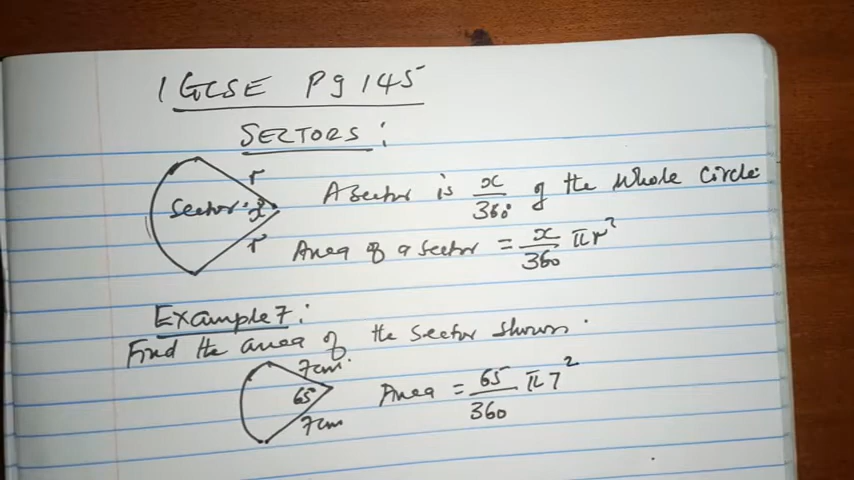 IGCSE Pg 145
SECTORS:
r
Sector. x°
r
A sector is x/360° of the whole circle.
Area of a sector = x/360 πr²
Example 7:
Find the area of the sector shown.
7cm.
65°
7cm
Area = 65/360 π7²